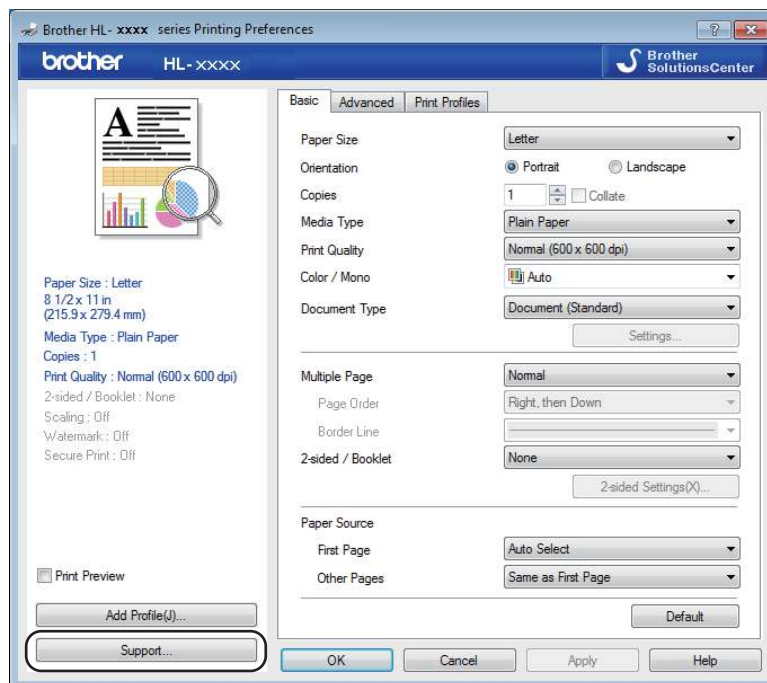 Brother HL- xxxx series Printing Preferences
brother HL-xxxx
Brother
SolutionsCenter
A
Paper Size : Letter
8 1/2 x 11 in
(215.9 x 279.4 mm)
Media Type : Plain Paper
Copies : 1
Print Quality : Normal (600 x 600 dpi)
2-sided / Booklet : None
Scaling : Off
Watermark : Off
Secure Print : Off
Print Preview
Add Profile(J)...
Support...
Basic Advanced Print Profiles
Paper Size Letter
Orientation Portrait Landscape
Copies 1 Collate
Media Type Plain Paper
Print Quality Normal (600 x 600 dpi)
Color / Mono Auto
Document Type Document (Standard)
Settings...
Multiple Page Normal
Page Order Right, then Down
Border Line
2-sided / Booklet None
2-sided Settings(X)...
Paper Source
First Page Auto Select
Other Pages Same as First Page
Default
OK Cancel Apply Help